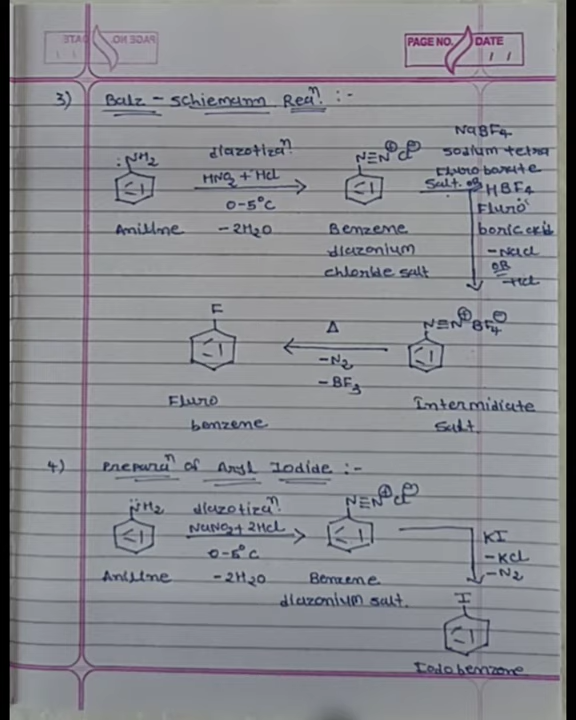 PAGE NO. DATE
/ /
3) Balz - schiemann Reaⁿ. :-
:NH₂
Aniline
diazotizaⁿ.
HNO₂ + HCl
0-5°C
-2H₂O
N≡N⊕Cl⊖
Benzene
diazonium
chloride salt
NaBF₄
sodium tetra
Fluro borate
Salt. OR HBF₄
Fluro
boric acid
-NaCl
OR
-HCl
N≡N⊕BF₄⊖
Intermidiate
salt.
Δ
-N₂
-BF₃
F
Fluro
benzene
4) Preparaⁿ of Aryl Iodide :-
N̈H₂
Aniline
diazotizaⁿ.
NaNO₂ + 2HCl
0-5°C
-2H₂O
N≡N⊕Cl⊖
Benzene
diazonium salt.
KI
-KCl
-N₂
I
Iodobenzene